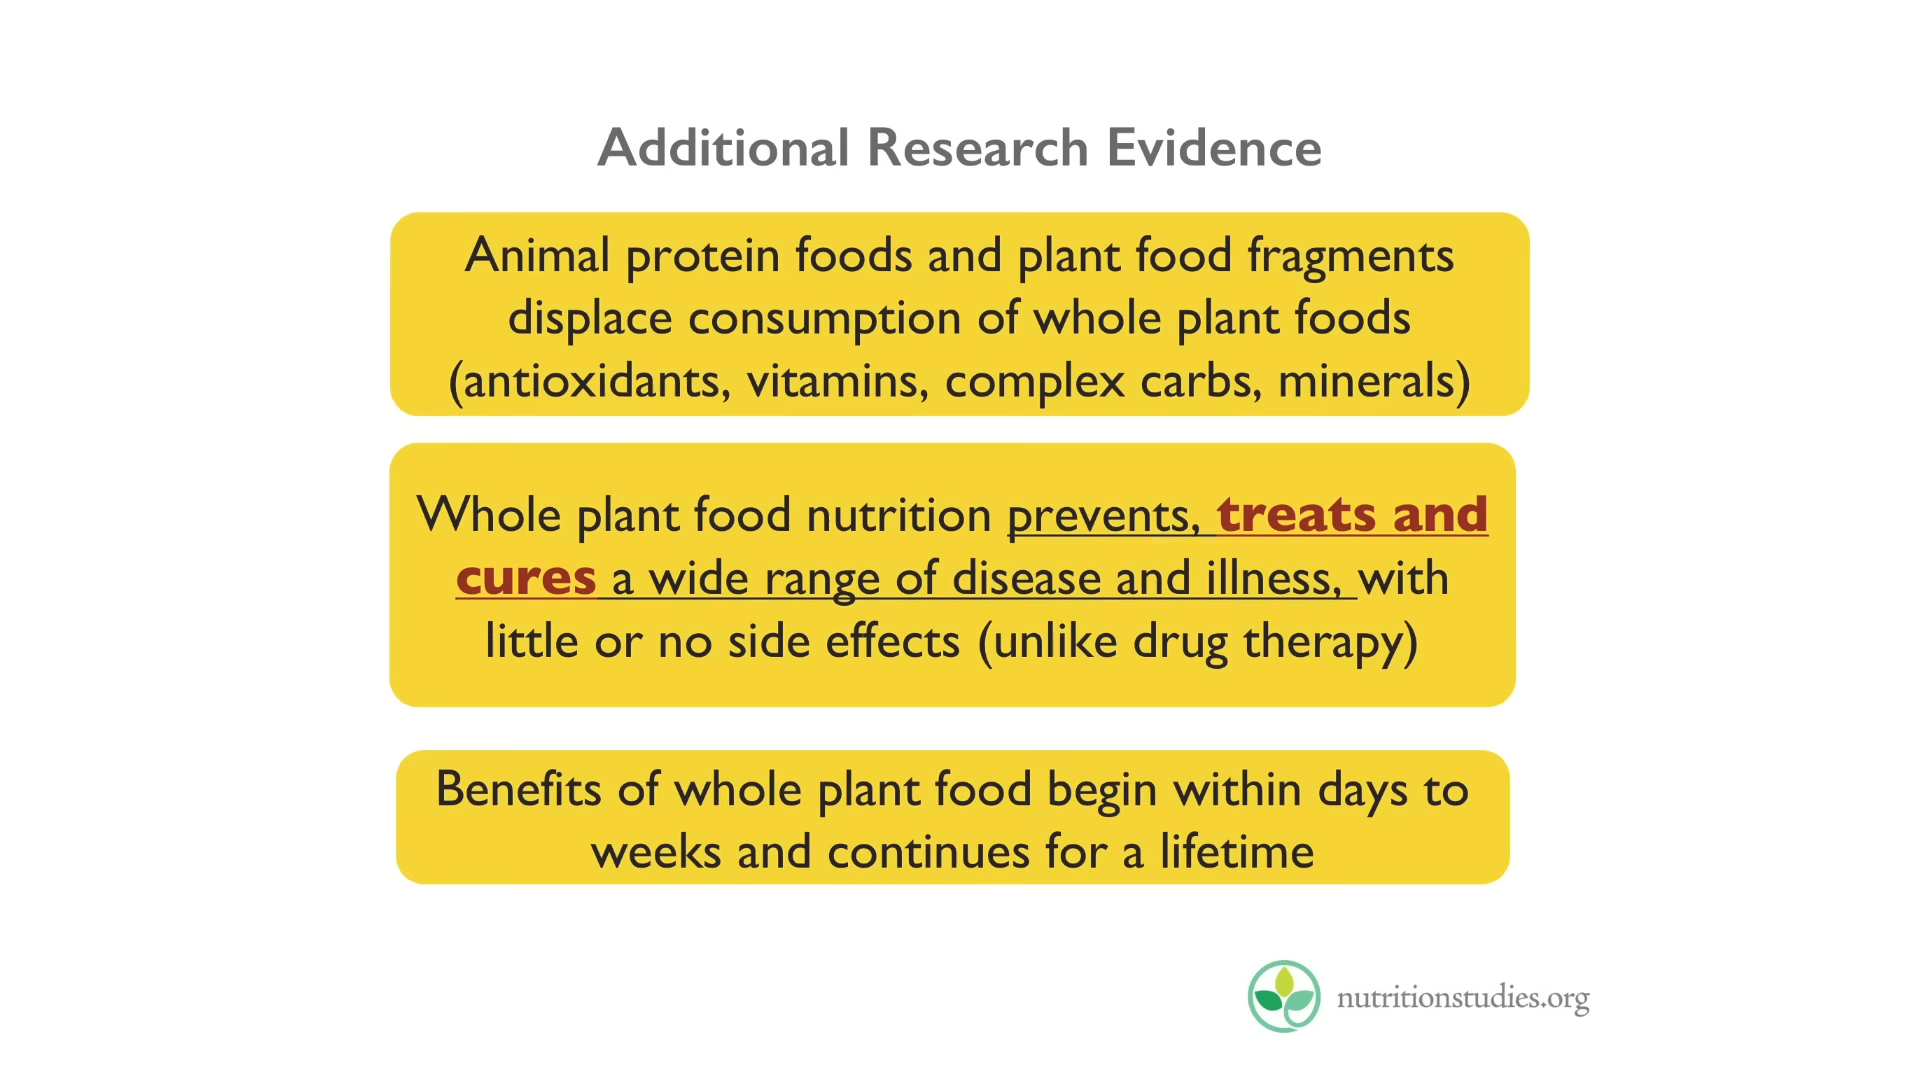 Additional Research Evidence
Animal protein foods and plant food fragments
displace consumption of whole plant foods
(antioxidants, vitamins, complex carbs, minerals)
Whole plant food nutrition prevents, treats and
cures a wide range of disease and illness, with
little or no side effects (unlike drug therapy)
Benefits of whole plant food begin within days to
weeks and continues for a lifetime
nutritionstudies.org